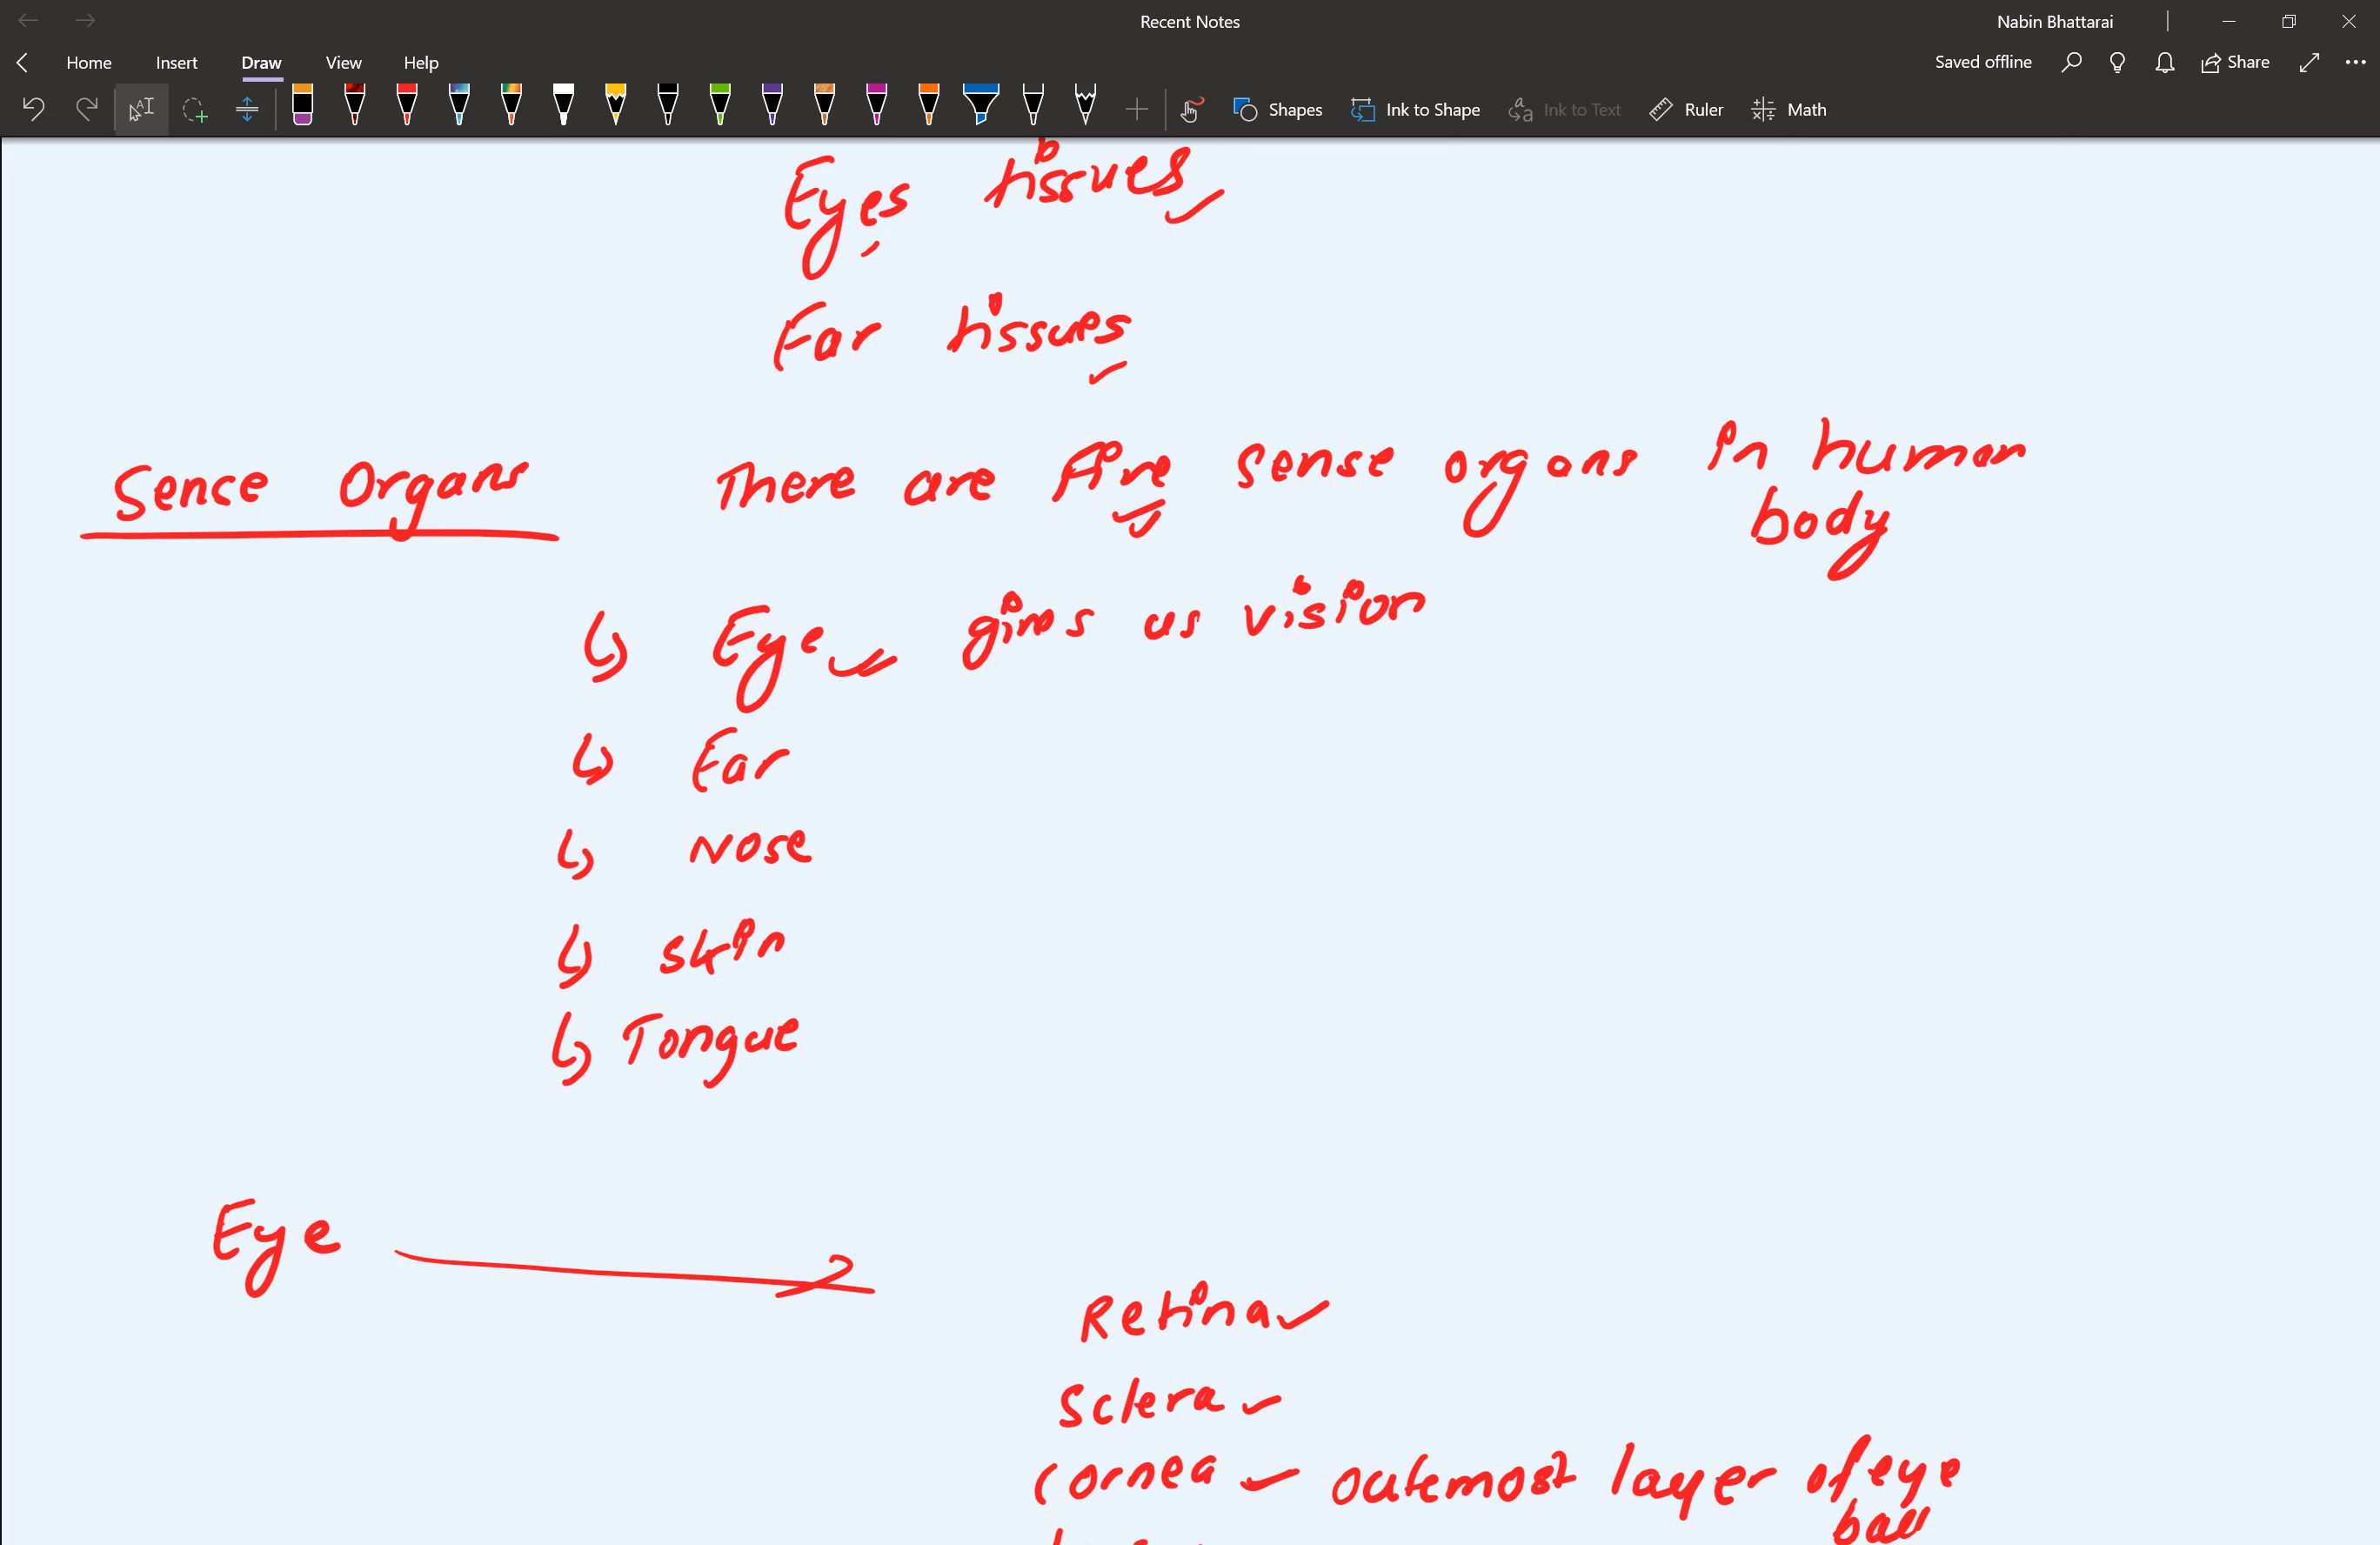 Recent Notes
Nabin Bhattarai
Home Insert Draw View Help
Saved offline
Share
Shapes
Ink to Shape
Ink to Text
Ruler
Math
Eyes tissues
Ear tissues
Sense Organs There are five sense organs in human
body
Eye gives us vision
Ear
Nose
Skin
Tongue
Eye
Retina
Sclera
Cornea - outemost layer of eye
ball